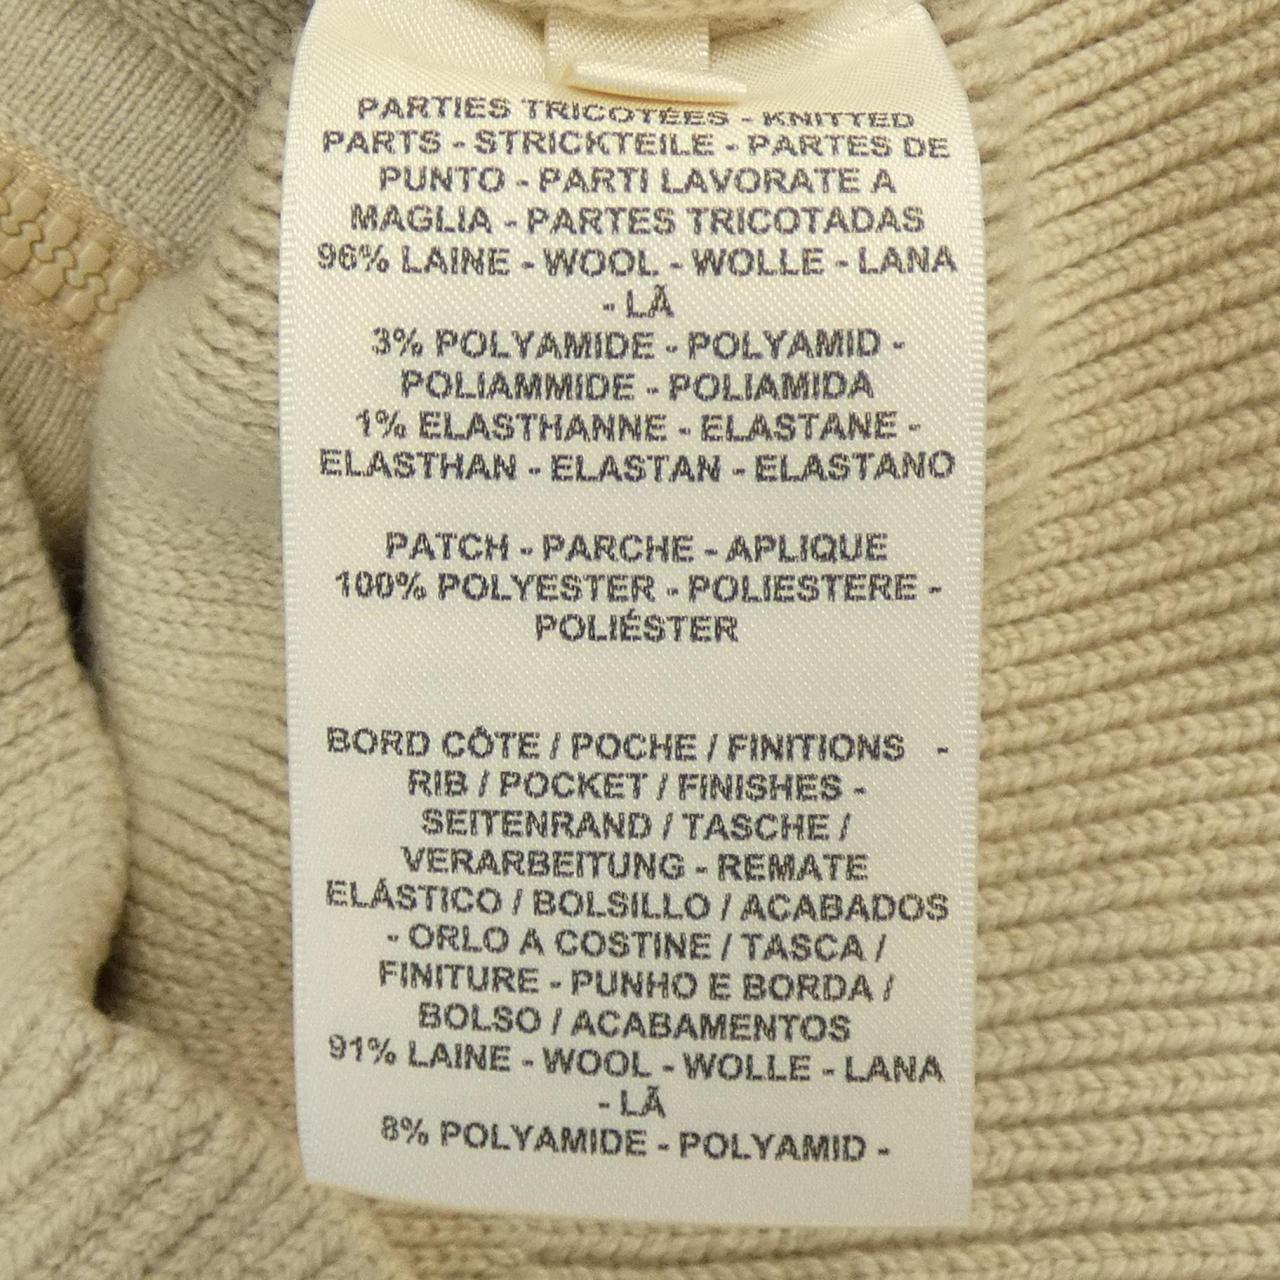 PARTIES TRICOTÉES - KNITTED
PARTS - STRICKTEILE - PARTES DE
PUNTO - PARTI LAVORATE A
MAGLIA - PARTES TRICOTADAS
96% LAINE - WOOL - WOLLE - LANA
- LÃ
3% POLYAMIDE - POLYAMID -
POLIAMMIDE - POLIAMIDA
1% ELASTHANNE - ELASTANE -
ELASTHAN - ELASTAN - ELASTANO
PATCH - PARCHE - APLIQUE
100% POLYESTER - POLIESTERE -
POLIÉSTER
BORD CÔTE / POCHE / FINITIONS -
RIB / POCKET / FINISHES -
SEITENRAND / TASCHE /
VERARBEITUNG - REMATE
ELÁSTICO / BOLSILLO / ACABADOS
- ORLO A COSTINE / TASCA /
FINITURE - PUNHO E BORDA /
BOLSO / ACABAMENTOS
91% LAINE - WOOL - WOLLE - LANA
- LÃ
8% POLYAMIDE - POLYAMID -